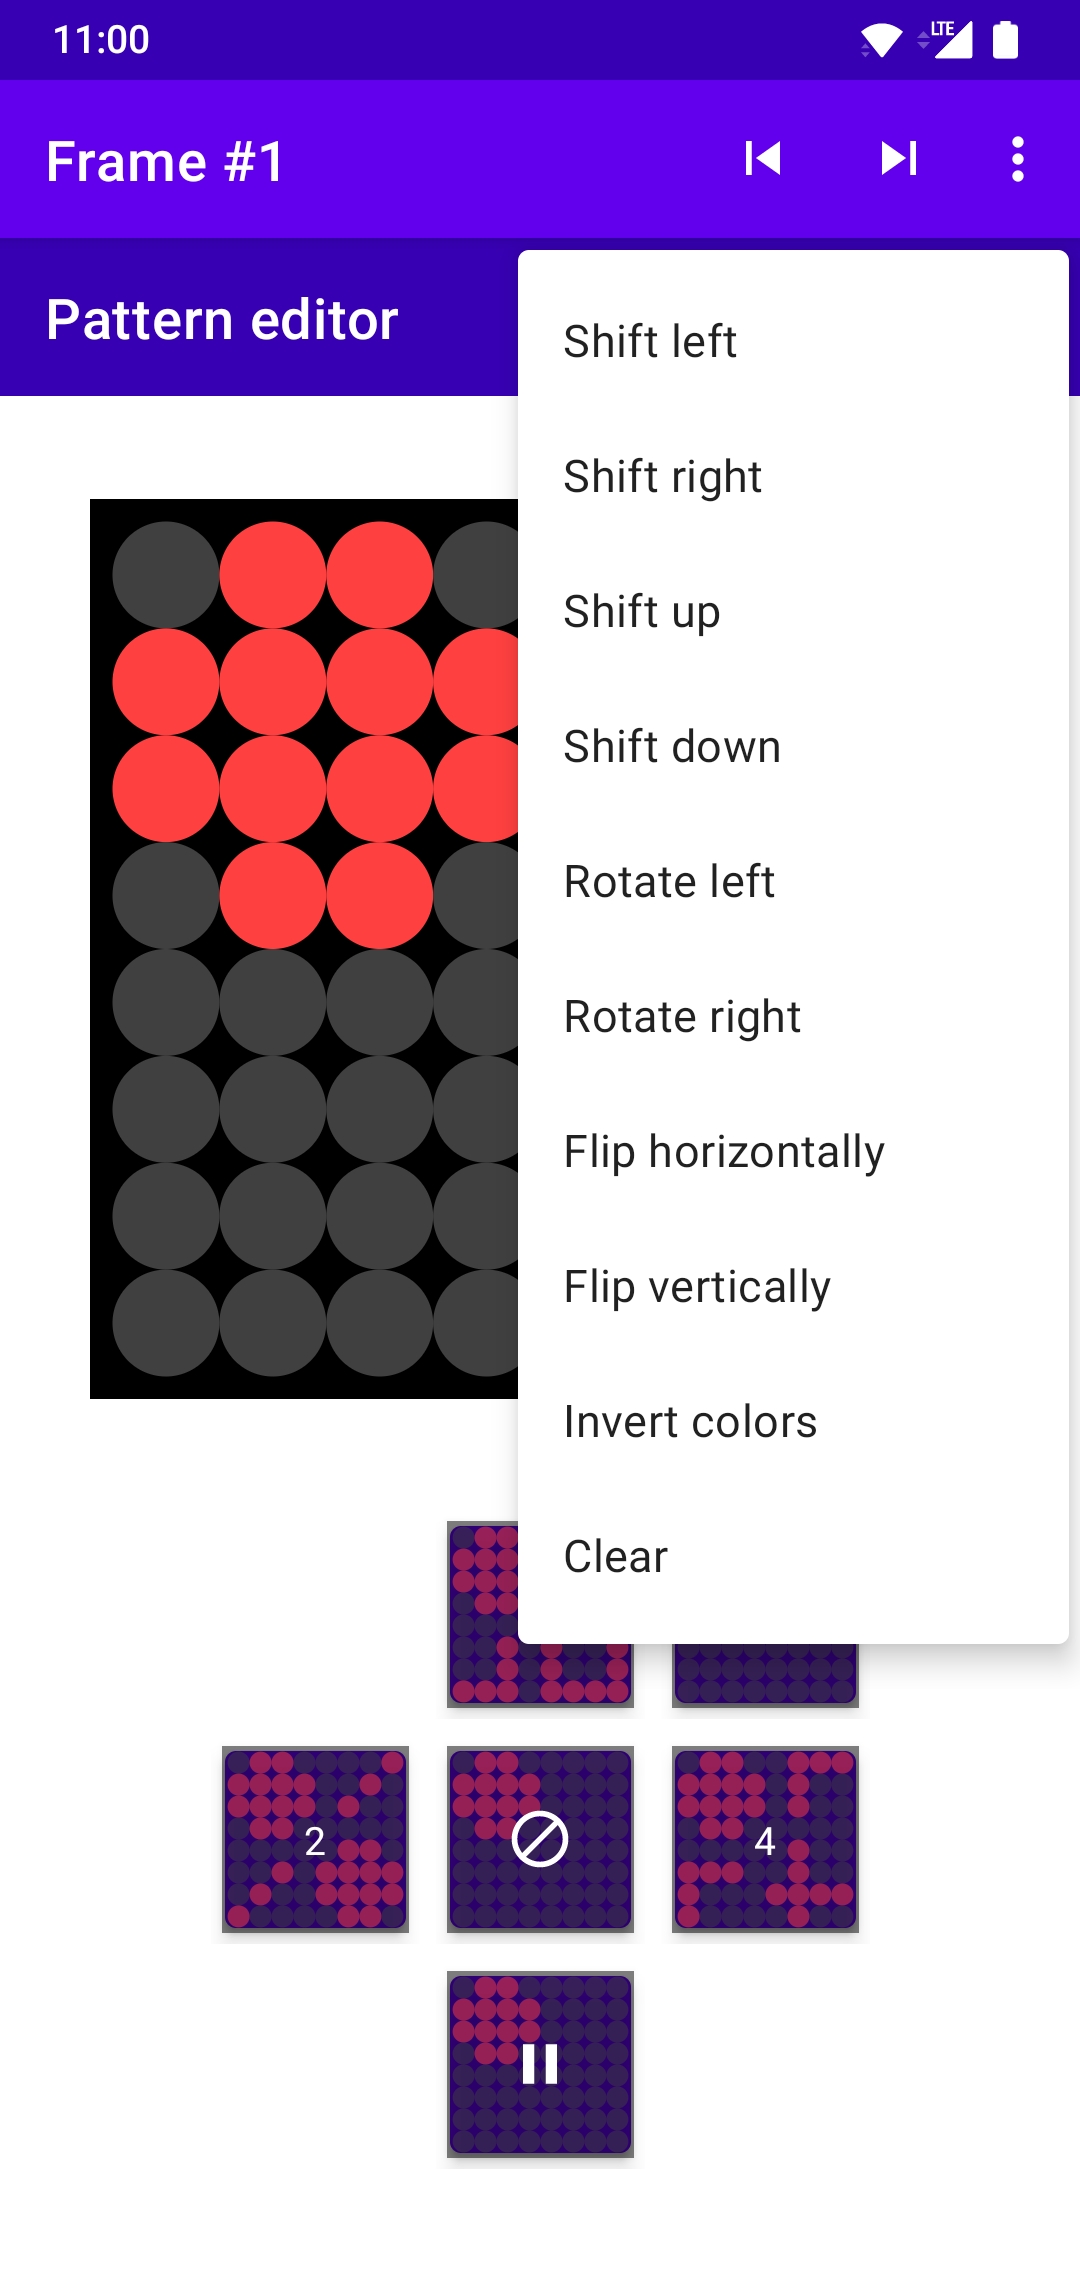 11:00
LTE
Frame #1
Pattern editor
Shift left
Shift right
Shift up
Shift down
Rotate left
Rotate right
Flip horizontally
Flip vertically
Invert colors
Clear
2
4